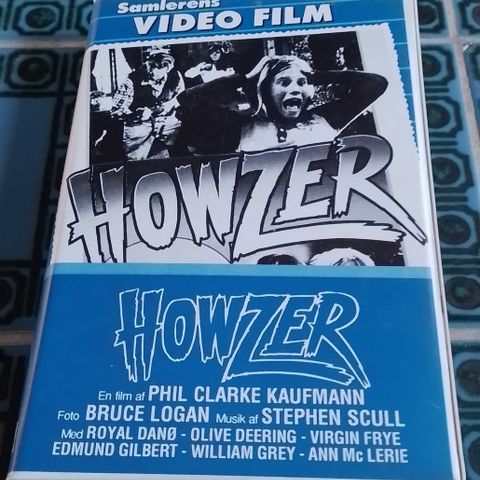 Samlerens
VIDEO FILM
HOWZER
HOWZER
En film af PHIL CLARKE KAUFMANN
Foto BRUCE LOGAN Musik af STEPHEN SCULL
Med ROYAL DANØ - OLIVE DEERING - VIRGIN FRYE
EDMUND GILBERT - WILLIAM GREY - ANN Mc LERIE